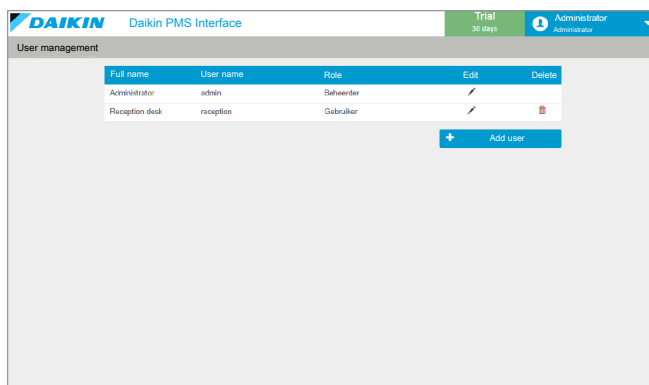 DAIKIN Daikin PMS Interface Trial Administrator
38 days Administrator
User management
Full name User name Role Edit Delete
Administrator admin Beheerder
Reception desk reception Gebruiker
+ Add user